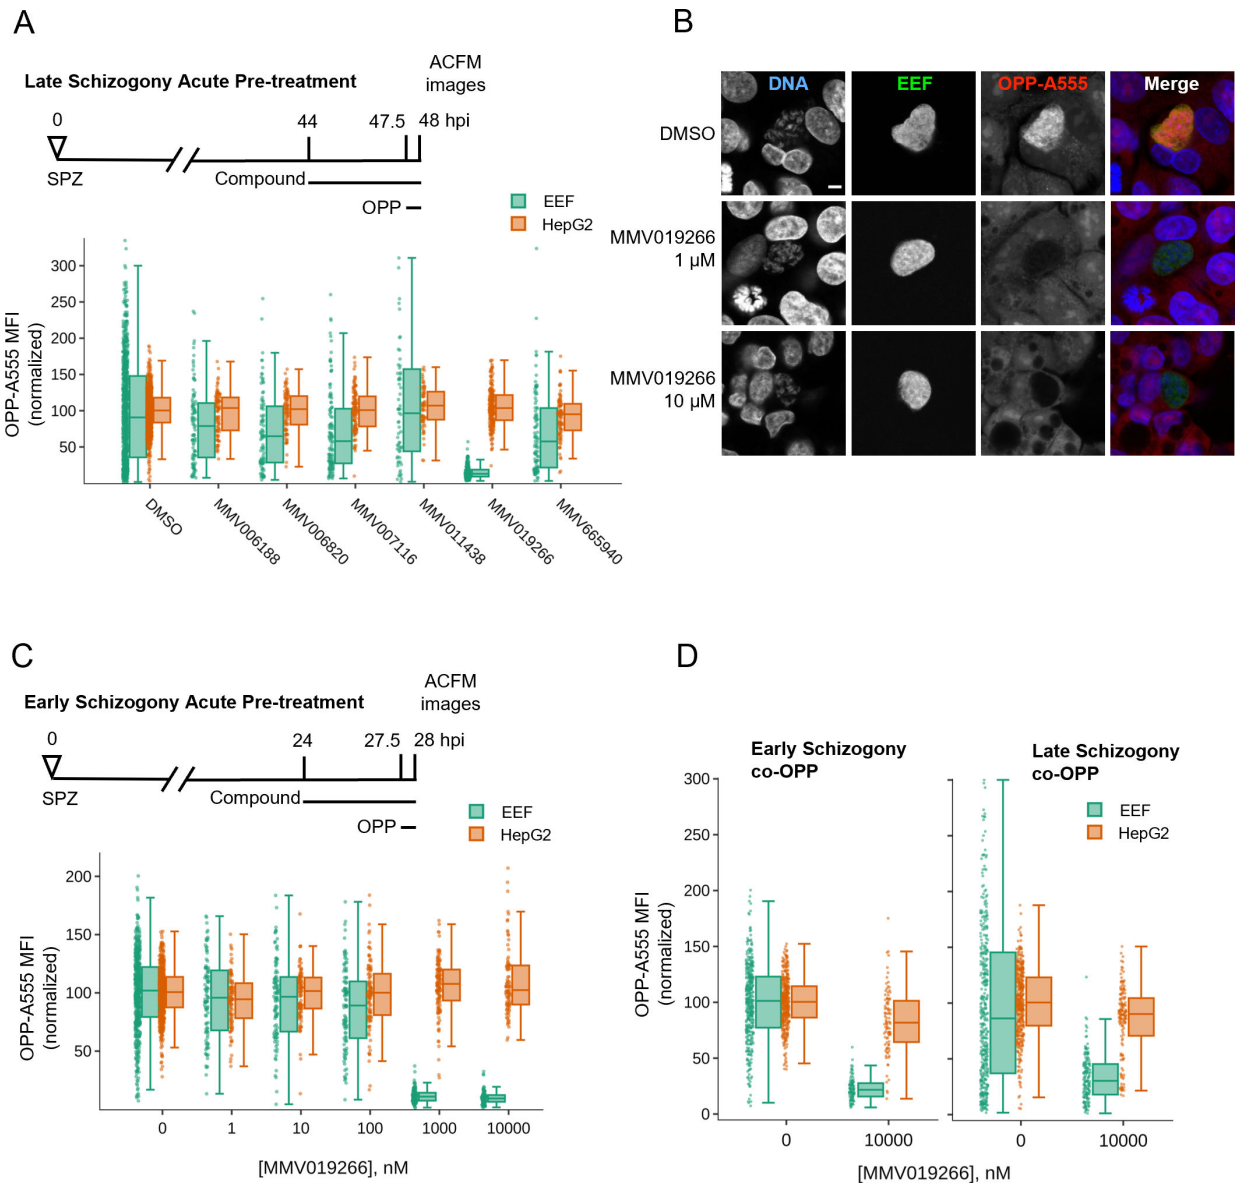 A
Late Schizogony Acute Pre-treatment
ACFM
images
0
44
47.5
48 hpi
SPZ
Compound
OPP
EEF
HepG2
OPP-A555 MFI
(normalized)
300
250
200
150
100
50
DMSO
MMV006188
MMV006820
MMV007116
MMV011438
MMV019266
MMV665940
B
DNA
EEF
OPP-A555
Merge
DMSO
MMV019266
1 µM
MMV019266
10 µM
C
Early Schizogony Acute Pre-treatment
ACFM
images
0
24
27.5
28 hpi
SPZ
Compound
OPP
EEF
HepG2
OPP-A555 MFI
(normalized)
200
150
100
50
0
1
10
100
1000
10000
[MMV019266], nM
D
Early Schizogony
co-OPP
Late Schizogony
co-OPP
EEF
HepG2
OPP-A555 MFI
(normalized)
300
250
200
150
100
50
0
0
10000
0
10000
[MMV019266], nM